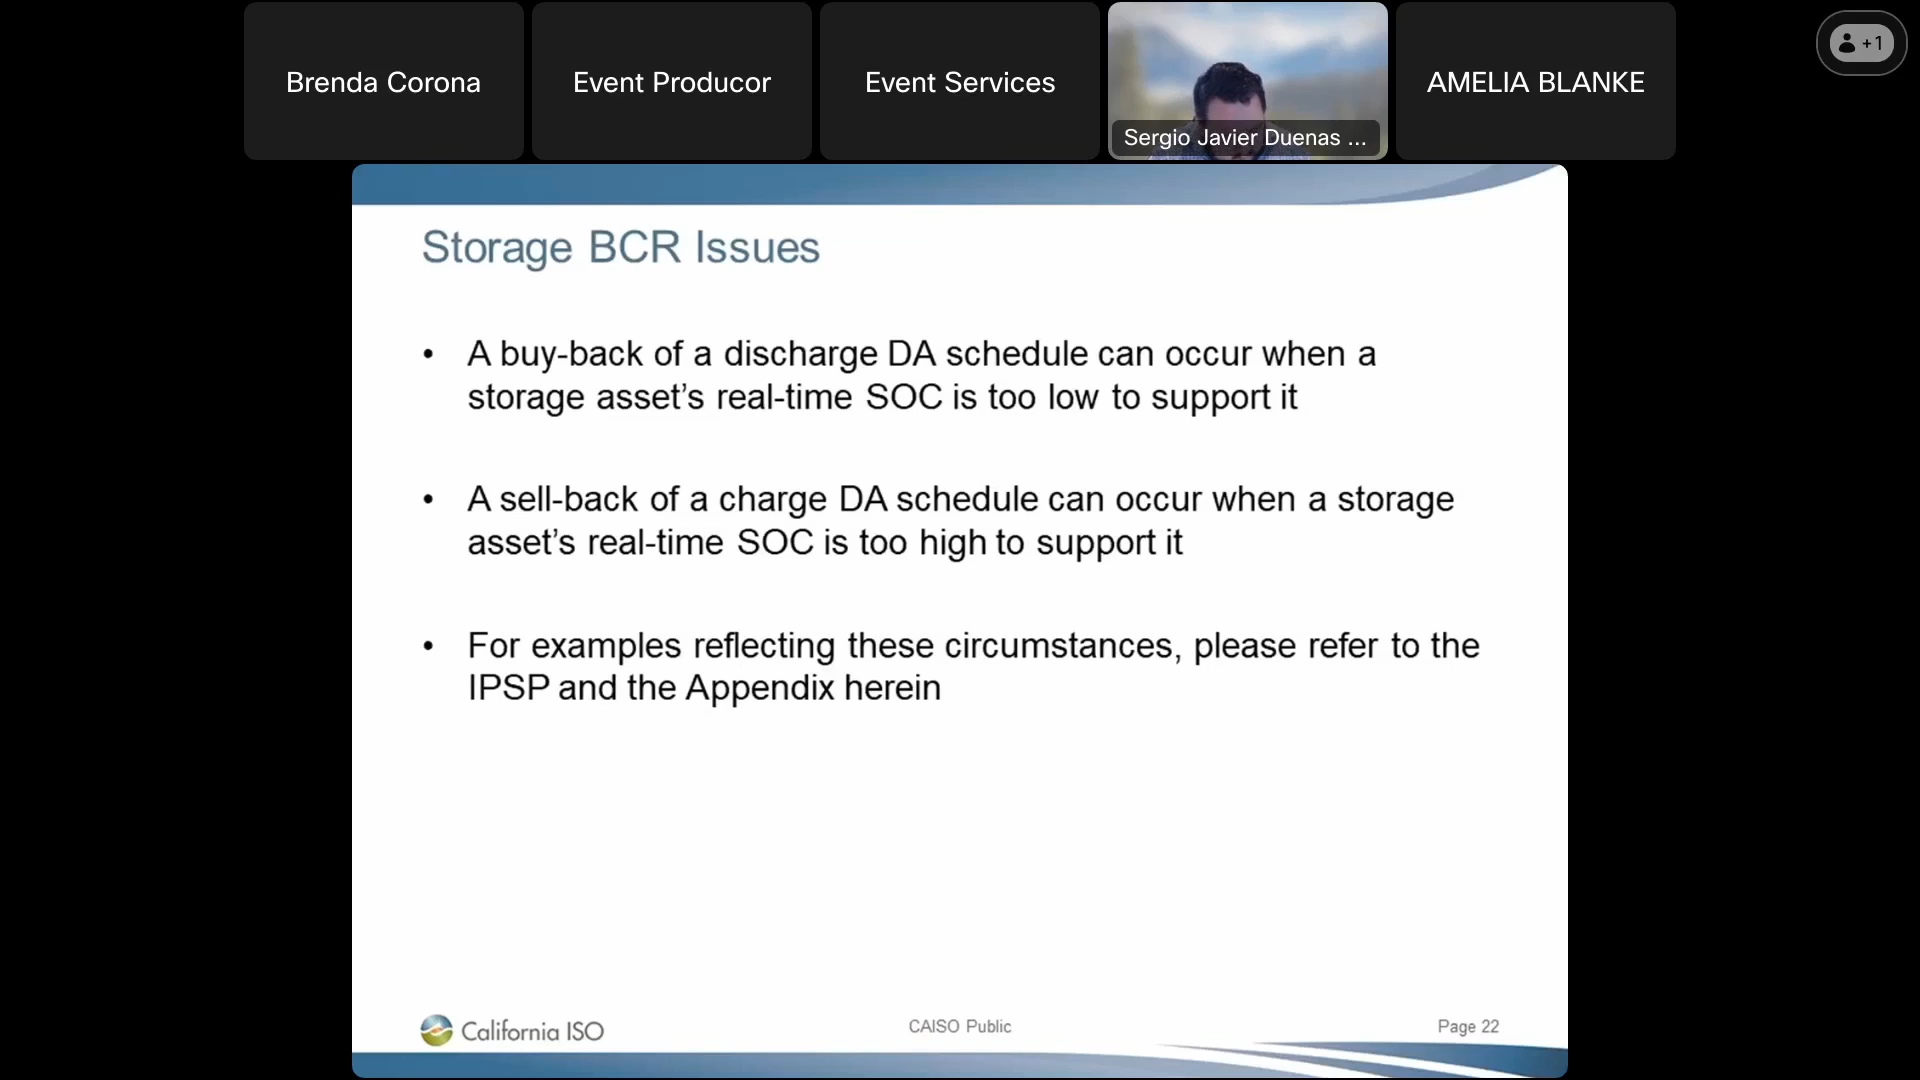 Brenda Corona
Event Producor
Event Services
Sergio Javier Duenas ...
AMELIA BLANKE
+1
Storage BCR Issues
• A buy-back of a discharge DA schedule can occur when a
storage asset’s real-time SOC is too low to support it
• A sell-back of a charge DA schedule can occur when a storage
asset’s real-time SOC is too high to support it
• For examples reflecting these circumstances, please refer to the
IPSP and the Appendix herein
California ISO
CAISO Public
Page 22